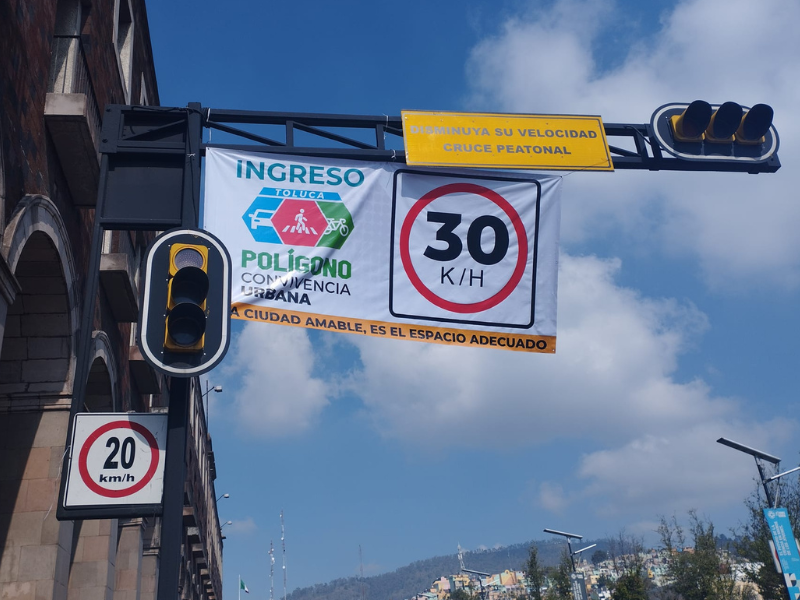 DISMINUYA SU VELOCIDAD
CRUCE PEATONAL
iNGRESO
TOLUCA
POLÍGONO
CONVIVENCIA
URBANA
30
K/H
A CIUDAD AMABLE, ES EL ESPACIO ADECUADO
20
km/h